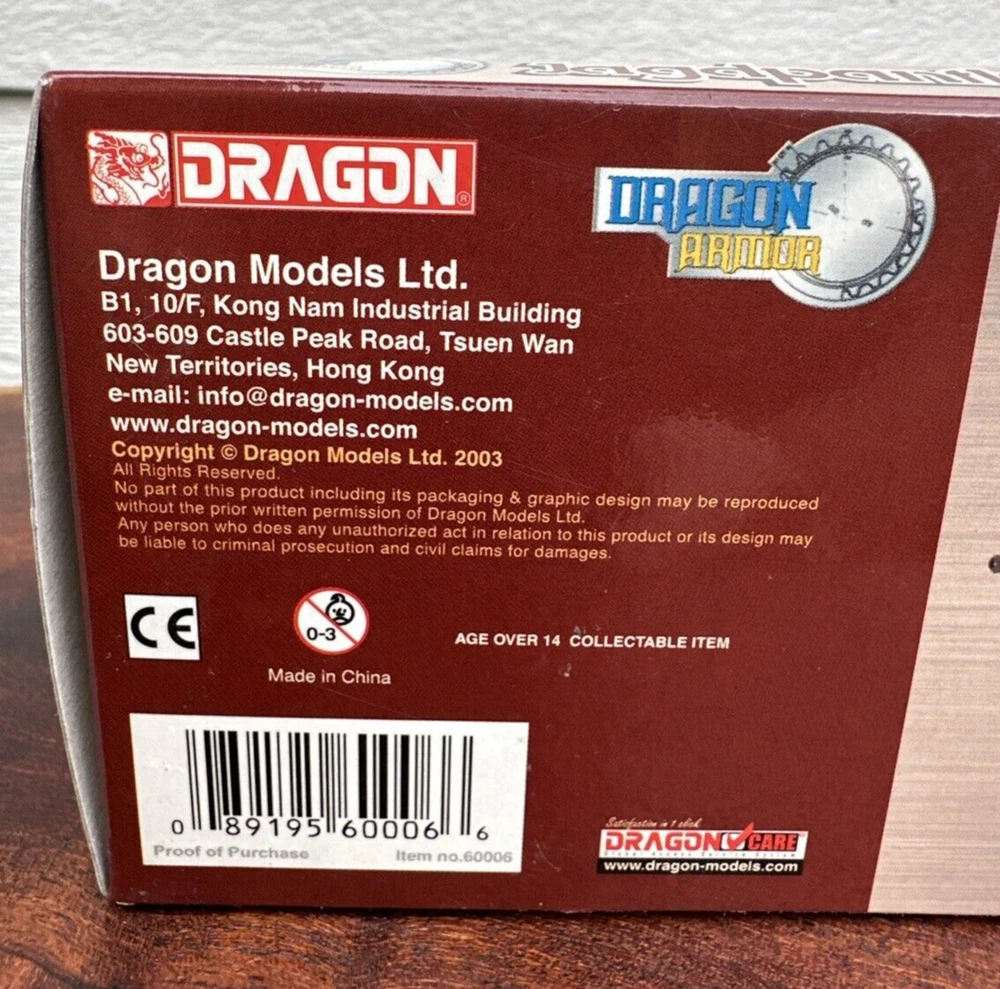 DRAGON®
DRAGON
ARMOR
Dragon Models Ltd.
B1, 10/F, Kong Nam Industrial Building
603-609 Castle Peak Road, Tsuen Wan
New Territories, Hong Kong
e-mail: info@dragon-models.com
www.dragon-models.com
Copyright © Dragon Models Ltd. 2003
All Rights Reserved.
No part of this product including its packaging & graphic design may be reproduced
without the prior written permission of Dragon Models Ltd.
Any person who does any unauthorized act in relation to this product or its design may
be liable to criminal prosecution and civil claims for damages.
CE
0-3
AGE OVER 14 COLLECTABLE ITEM
Made in China
0 89195 60006 6
Proof of Purchase Item no.60006
Satisfaction in 1 click
DRAGON CARE
www.dragon-models.com